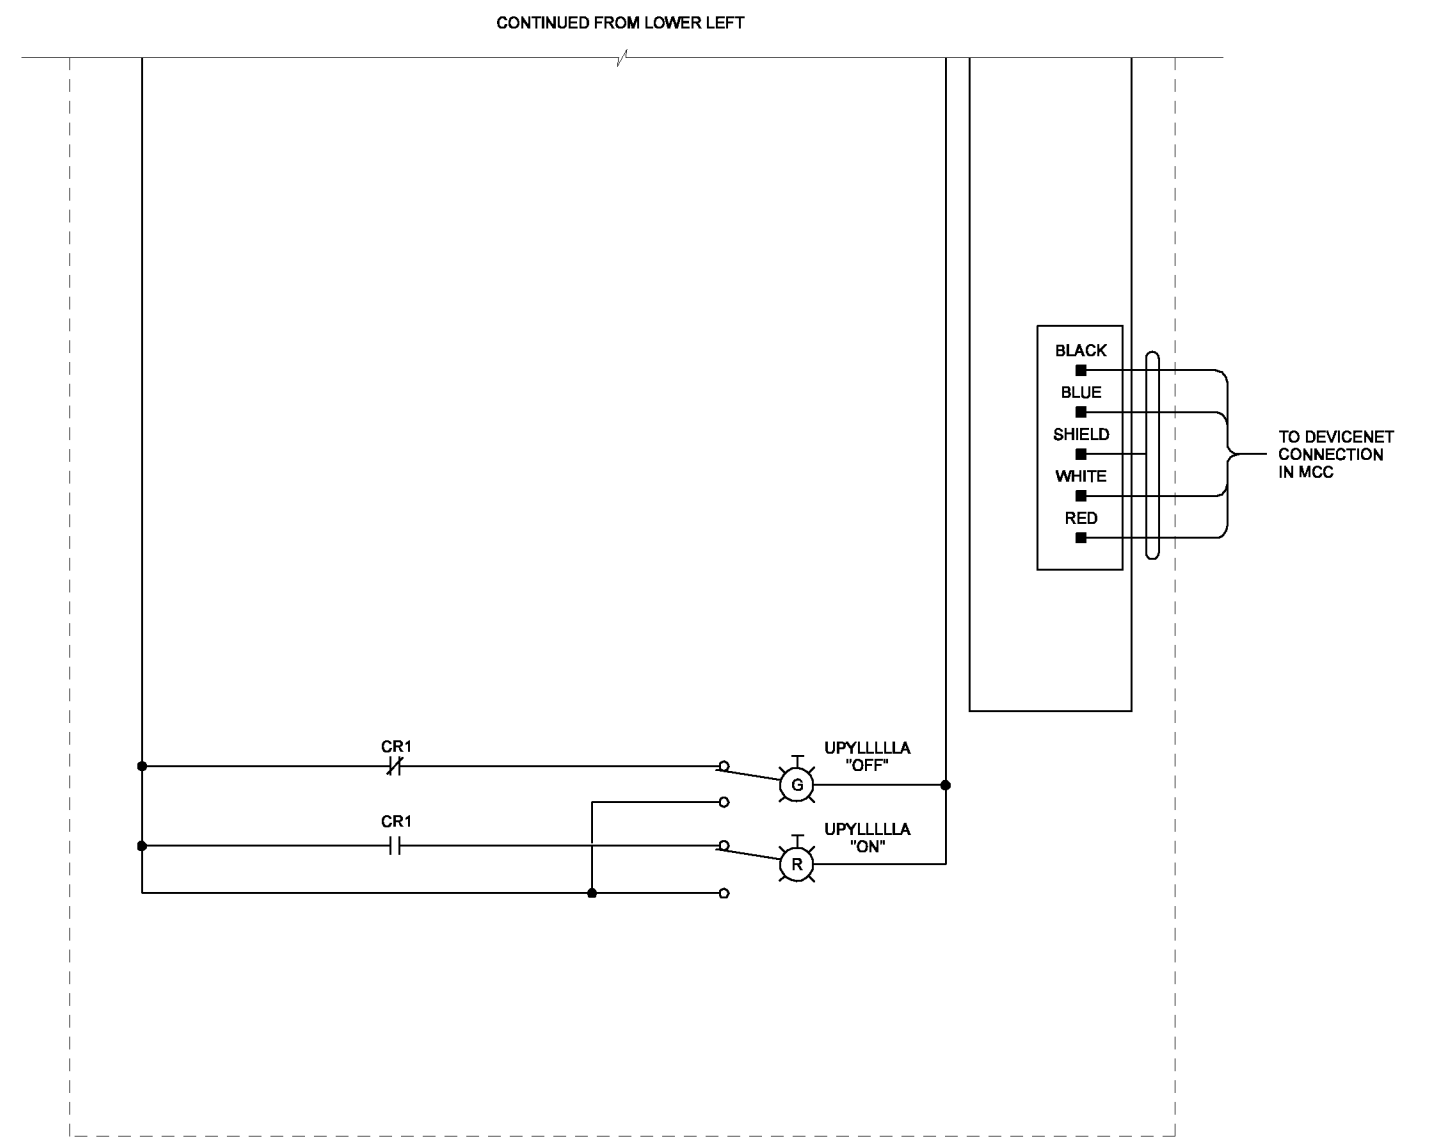 CONTINUED FROM LOWER LEFT
BLACK
BLUE
SHIELD
WHITE
RED
TO DEVICENET
CONNECTION
IN MCC
CR1
UPYLLLLLA
"OFF"
G
CR1
UPYLLLLLA
"ON"
R